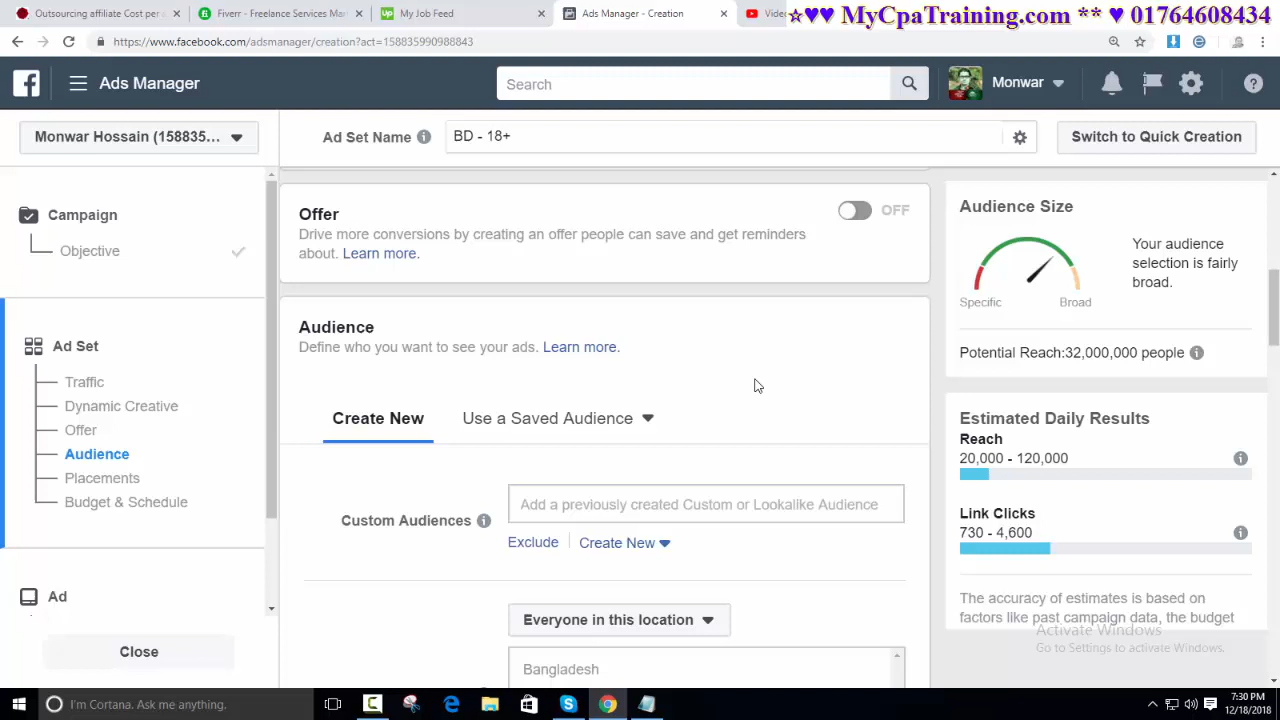 Outsourcing affiliate Cost per
Fiverr - Freelance Services Mar
My Job Feed
Ads Manager - Creation
☆♥♥ MyCpaTraining.com ** ♥ 01764608434
https://www.facebook.com/adsmanager/creation?act=158835990988843
Ads Manager
Search
Monwar
Monwar Hossain (158835...
Ad Set Name
BD - 18+
Switch to Quick Creation
Campaign
Objective
Ad Set
Traffic
Dynamic Creative
Offer
Audience
Placements
Budget & Schedule
Ad
Close
Offer
OFF
Drive more conversions by creating an offer people can save and get reminders
about. Learn more.
Audience
Define who you want to see your ads. Learn more.
Create New
Use a Saved Audience
Custom Audiences
Add a previously created Custom or Lookalike Audience
Exclude
Create New
Everyone in this location
Bangladesh
Audience Size
Specific
Broad
Your audience
selection is fairly
broad.
Potential Reach:32,000,000 people
Estimated Daily Results
Reach
20,000 - 120,000
Link Clicks
730 - 4,600
The accuracy of estimates is based on
factors like past campaign data, the budget
Activate Windows
Go to Settings to activate Windows.
I'm Cortana. Ask me anything.
7:30 PM
12/18/2018